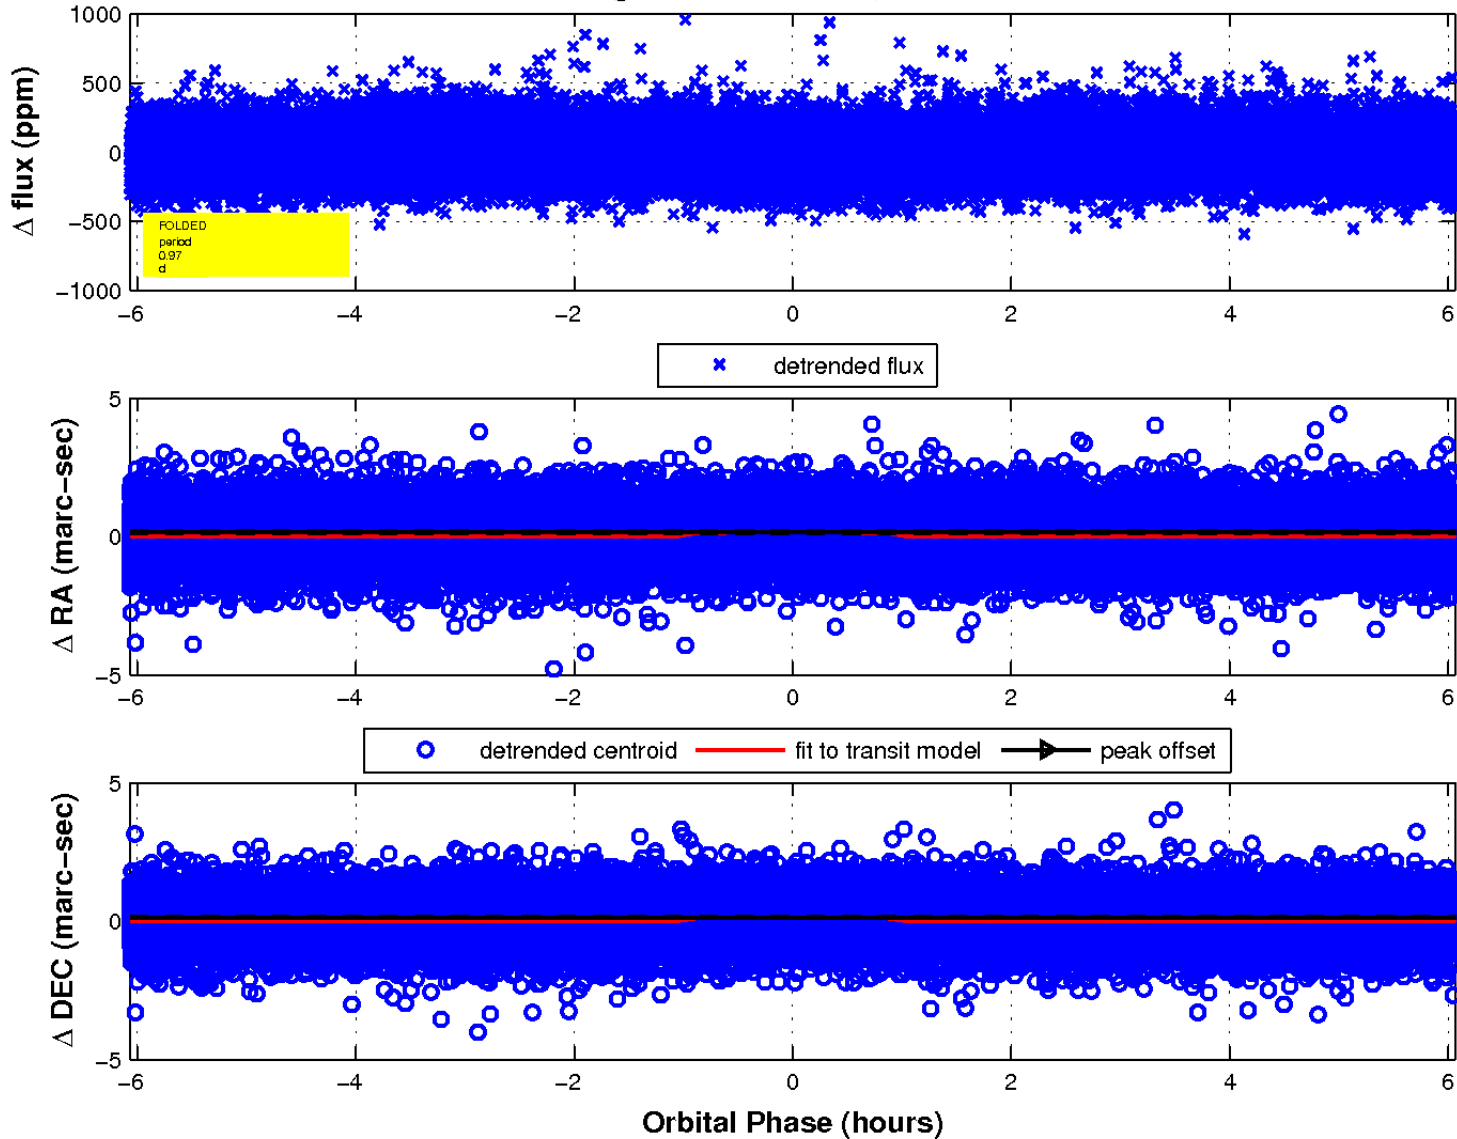 1000
500
0
−500
−1000
Δ flux (ppm)
FOLDED
period
0.97
d
−6 −4 −2 0 2 4 6
detrended flux
5
0
−5
Δ RA (marc−sec)
−6 −4 −2 0 2 4 6
detrended centroid fit to transit model peak offset
5
0
−5
Δ DEC (marc−sec)
−6 −4 −2 0 2 4 6
Orbital Phase (hours)